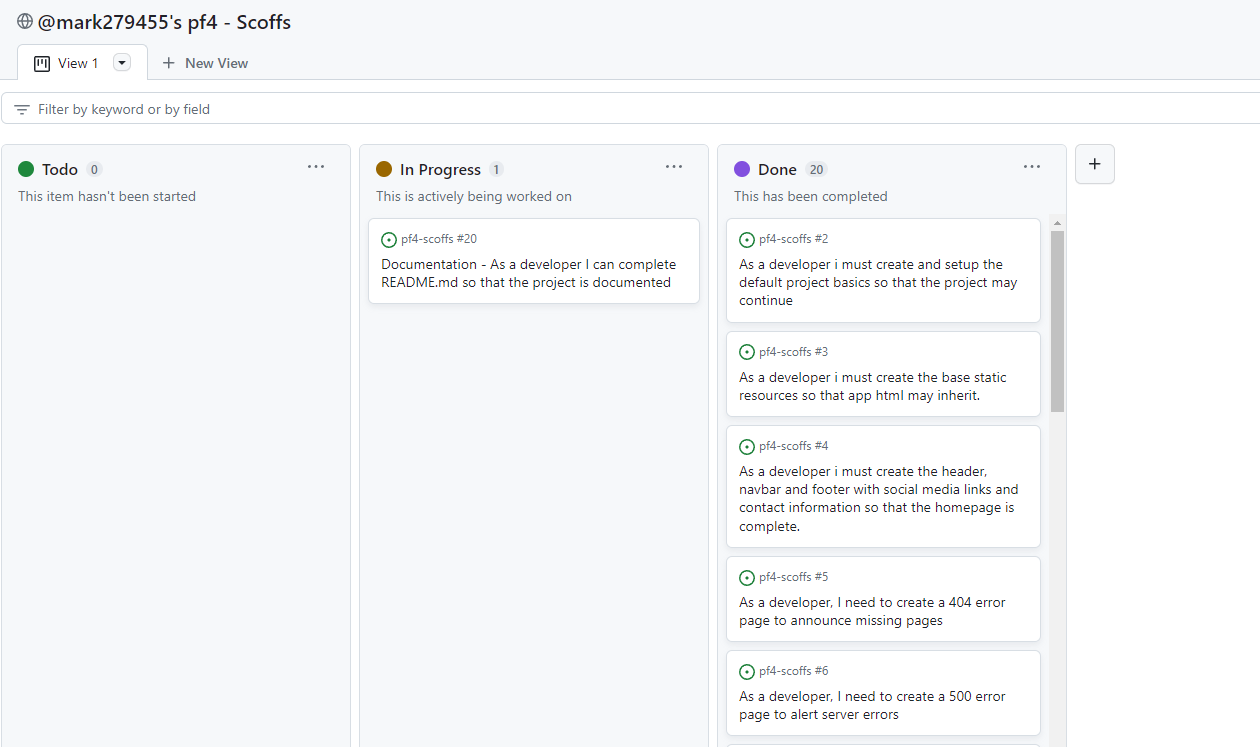 @mark279455's pf4 - Scoffs
View 1
New View
Filter by keyword or by field
Todo 0
This item hasn't been started
In Progress 1
This is actively being worked on
pf4-scoffs #20
Documentation - As a developer I can complete
README.md so that the project is documented
Done 20
This has been completed
pf4-scoffs #2
As a developer i must create and setup the
default project basics so that the project may
continue
pf4-scoffs #3
As a developer i must create the base static
resources so that app html may inherit.
pf4-scoffs #4
As a developer i must create the header,
navbar and footer with social media links and
contact information so that the homepage is
complete.
pf4-scoffs #5
As a developer, I need to create a 404 error
page to announce missing pages
pf4-scoffs #6
As a developer, I need to create a 500 error
page to alert server errors